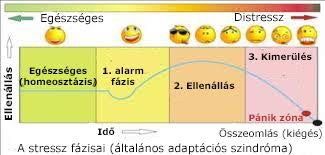 Egészséges
Distressz
Ellenállás
Egészséges
(homeosztázis)
1. alarm
fázis
2. Ellenállás
3. Kimerülés
Pánik zóna
Idő
Összeomlás (kiégés)
A stressz fázisai (általános adaptációs szindróma)